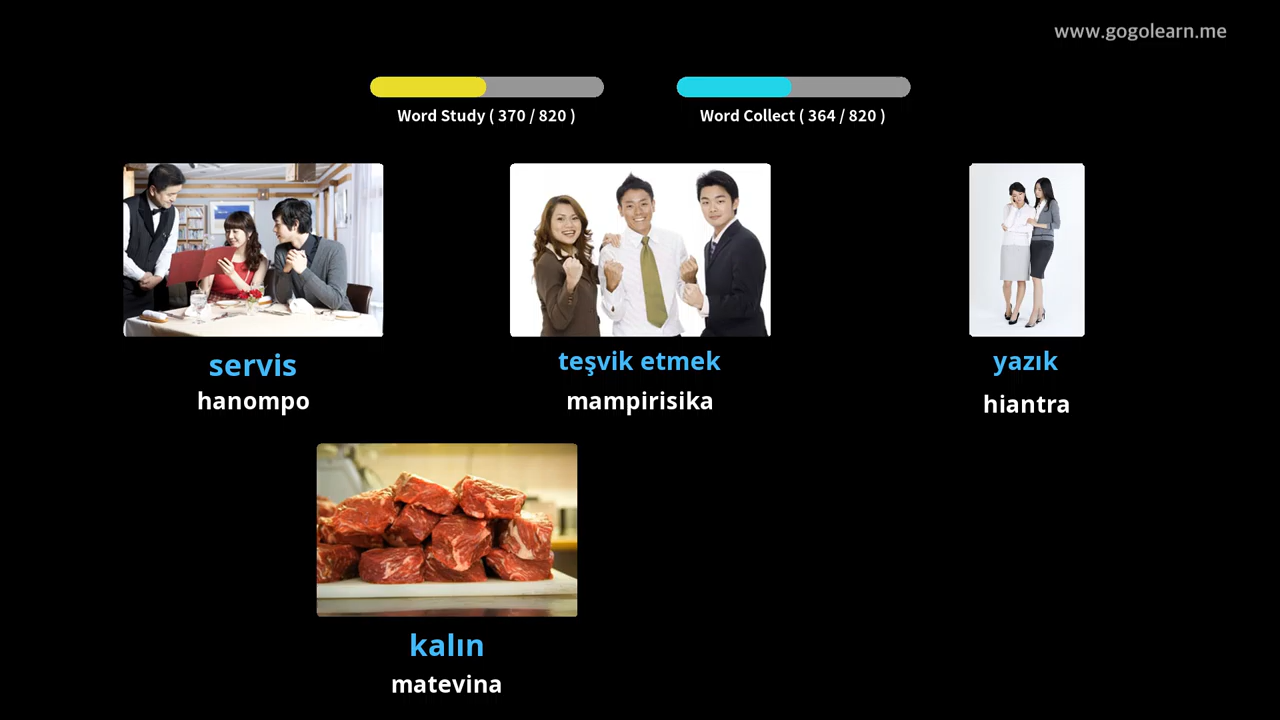 www.gogolearn.me
Word Study ( 370 / 820 )
Word Collect ( 364 / 820 )
servis
hanompo
teşvik etmek
mampirisika
yazık
hiantra
kalın
matevina